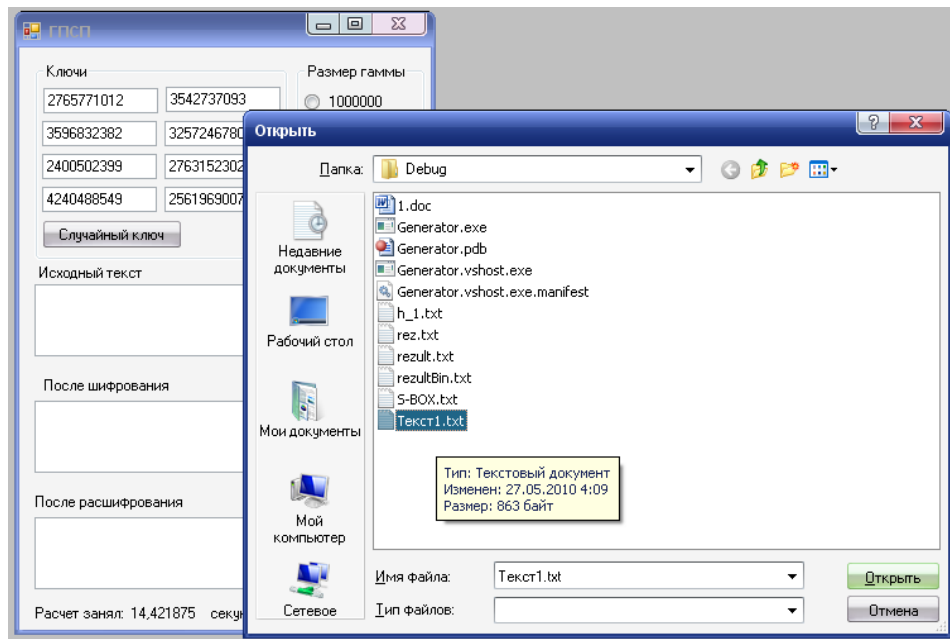 ГПСП
Ключи
Размер гаммы
2765771012 3542737093 1000000
3596832382 3257246780
2400502399 2763152302
4240488549 2561969007
Случайный ключ
Исходный текст
После шифрования
После расшифрования
Расчет занял: 14,421875 секун
Открыть
Папка: Debug
Недавние документы
Рабочий стол
Мои документы
Мой компьютер
Сетевое
1.doc
Generator.exe
Generator.pdb
Generator.vshost.exe
Generator.vshost.exe.manifest
h_1.txt
rez.txt
rezult.txt
rezultBin.txt
S-BOX.txt
Текст1.txt
Тип: Текстовый документ
Изменен: 27.05.2010 4:09
Размер: 863 байт
Имя файла: Текст1.txt Открыть
Тип файлов: Отмена